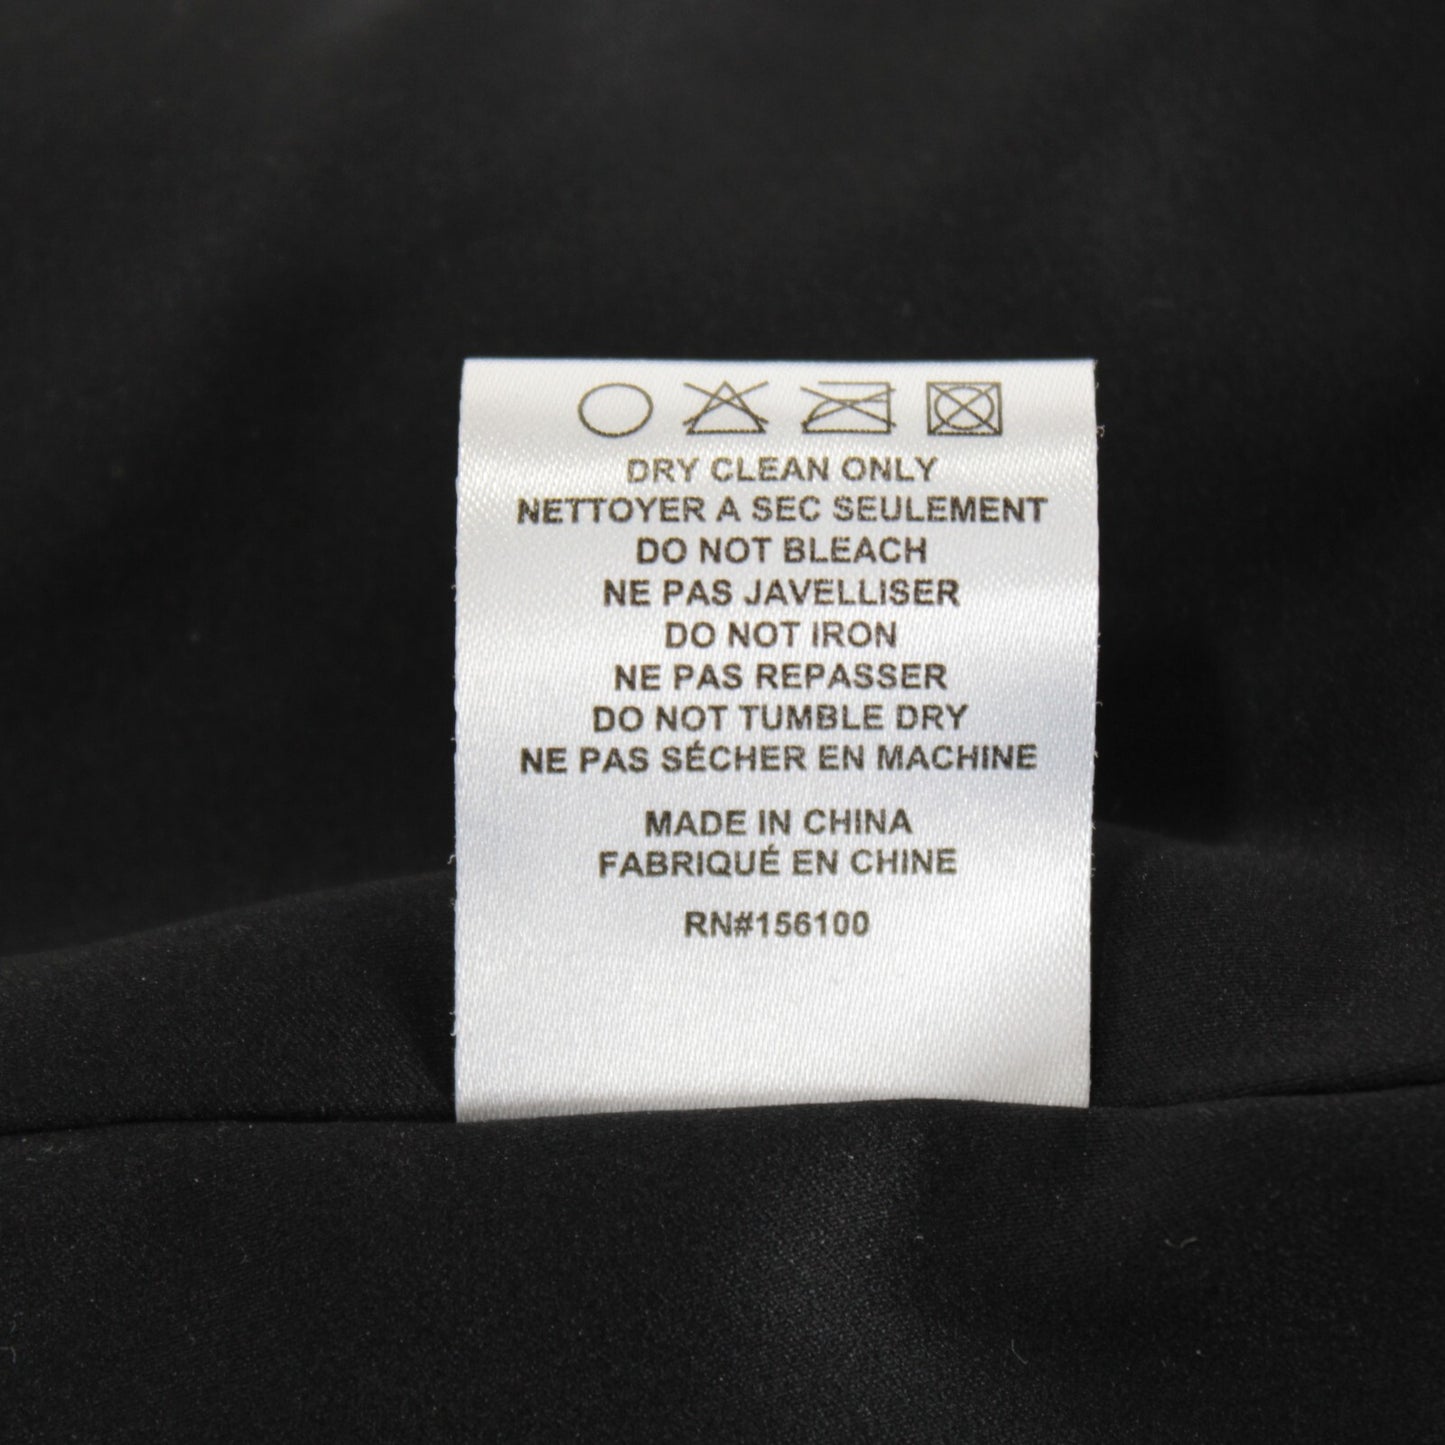 DRY CLEAN ONLY
NETTOYER A SEC SEULEMENT
DO NOT BLEACH
NE PAS JAVELLISER
DO NOT IRON
NE PAS REPASSER
DO NOT TUMBLE DRY
NE PAS SÉCHER EN MACHINE
MADE IN CHINA
FABRIQUÉ EN CHINE
RN#156100